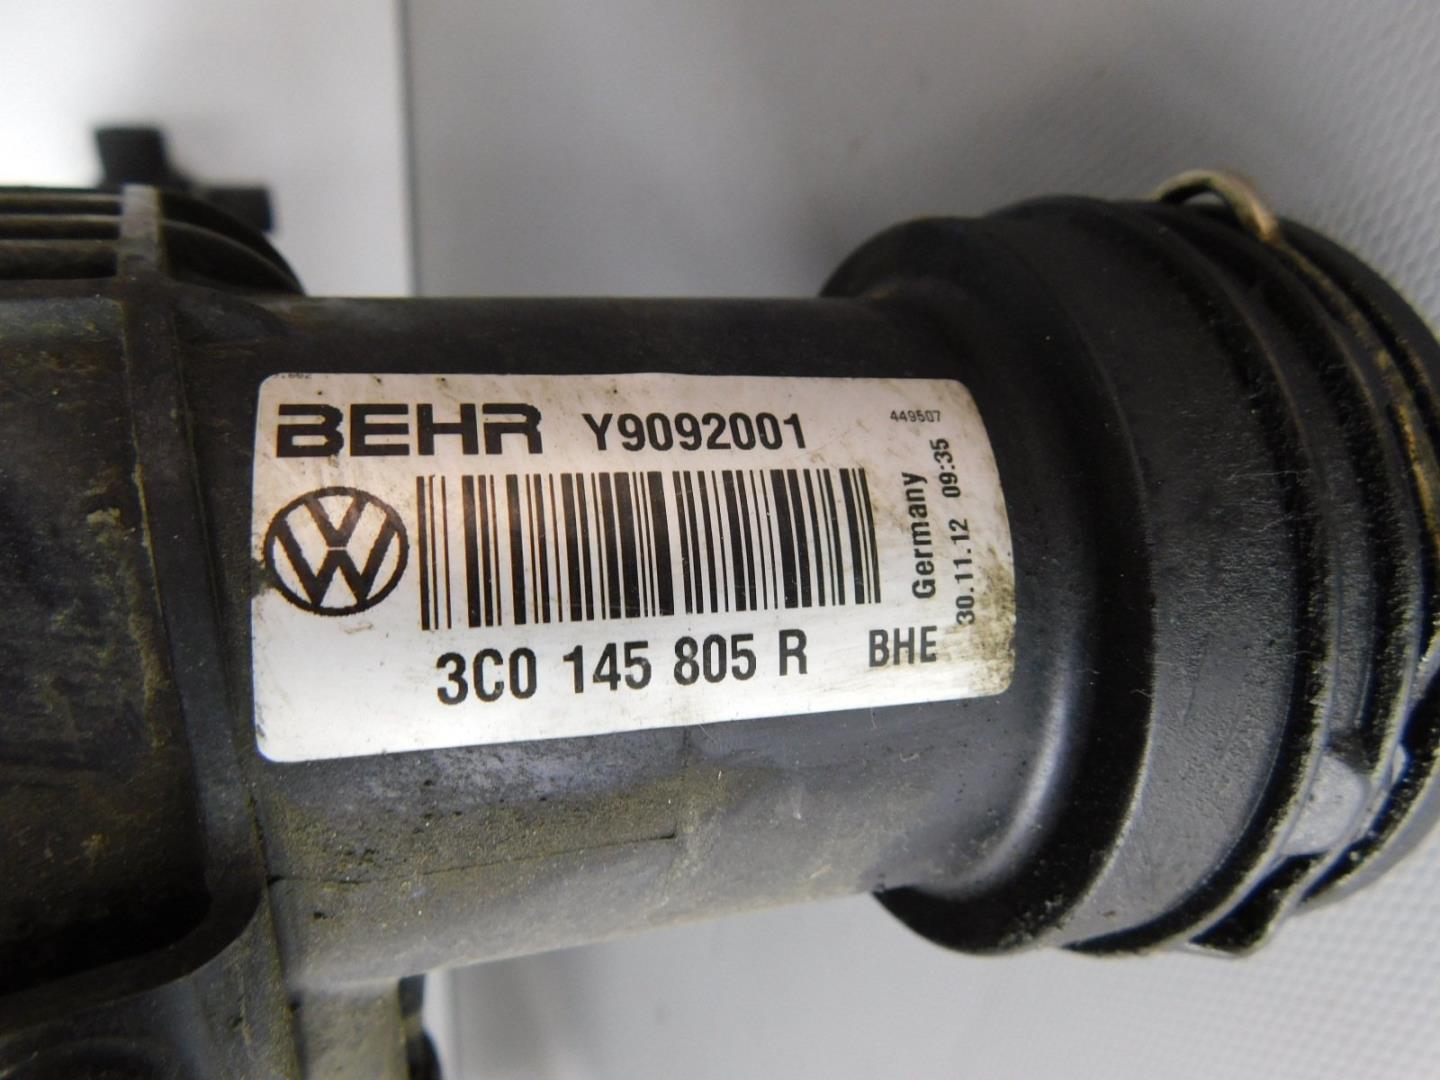 BEHR Y9092001
449507
3C0 145 805 R BHE
Germany
30.11.12 09:35